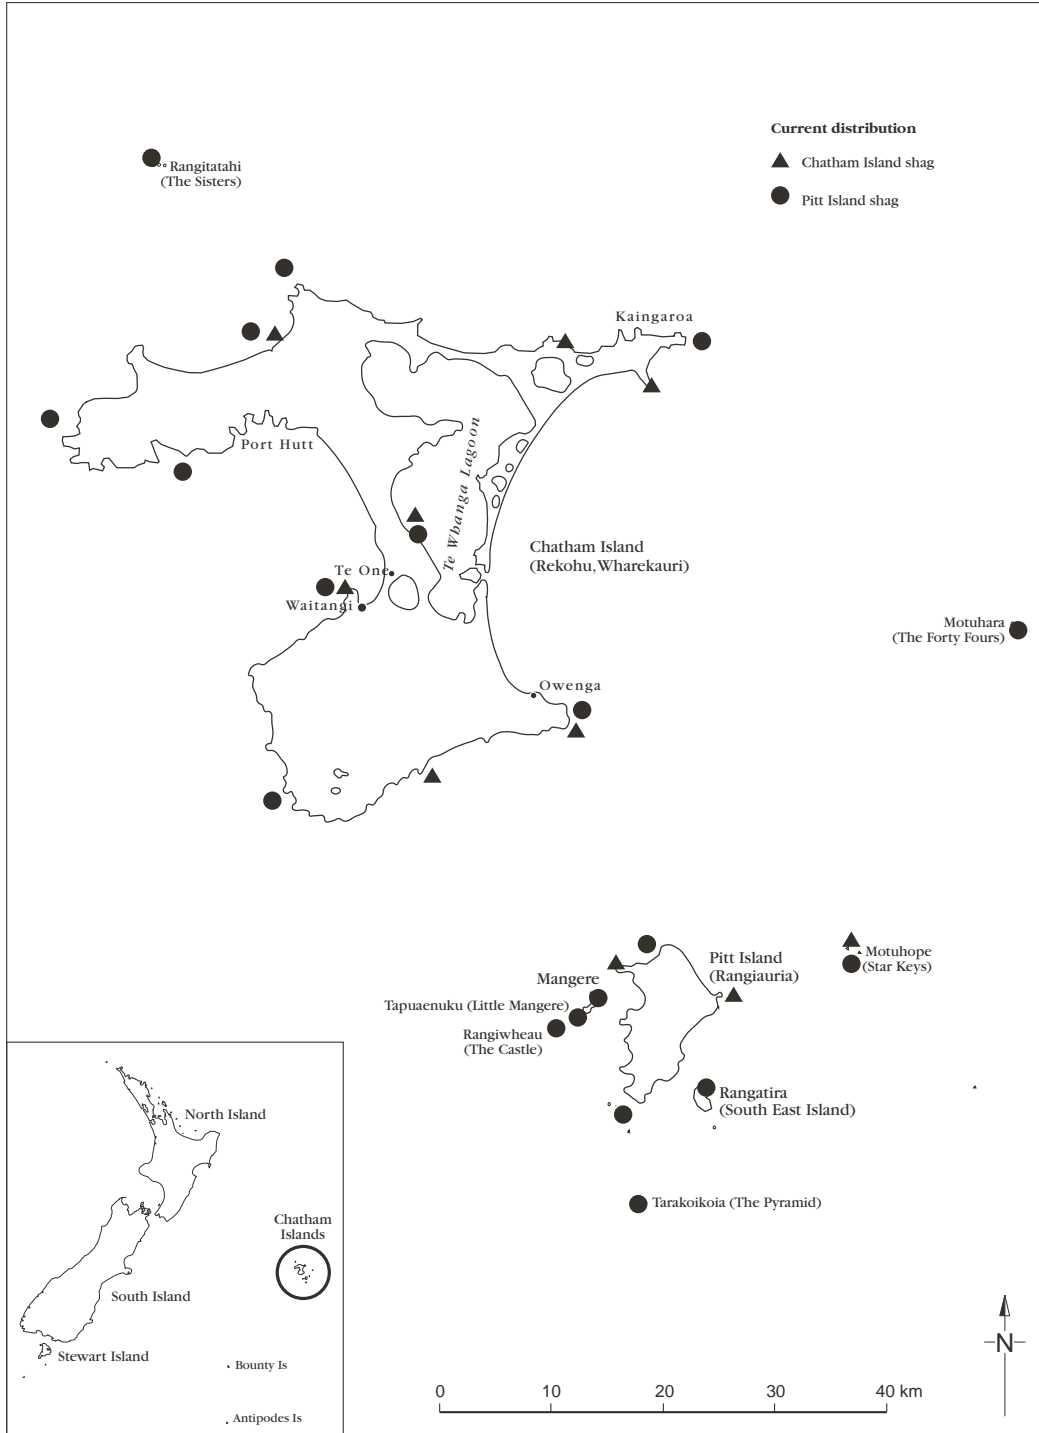 Current distribution
Chatham Island shag
Pitt Island shag
Rangitatahi
(The Sisters)
Kaingaroa
Port Hutt
Te Whanga Lagoon
Chatham Island
(Rekohu, Wharekauri)
Te One
Waitangi
Motuhara
(The Forty Fours)
Owenga
Pitt Island
(Rangiauria)
Motuhope
(Star Keys)
Mangere
Tapuaenuku (Little Mangere)
Rangiwheau
(The Castle)
Rangatira
(South East Island)
Tarakoikoia (The Pyramid)
North Island
Chatham
Islands
South Island
Stewart Island
Bounty Is
Antipodes Is
0 10 20 30 40 km
N